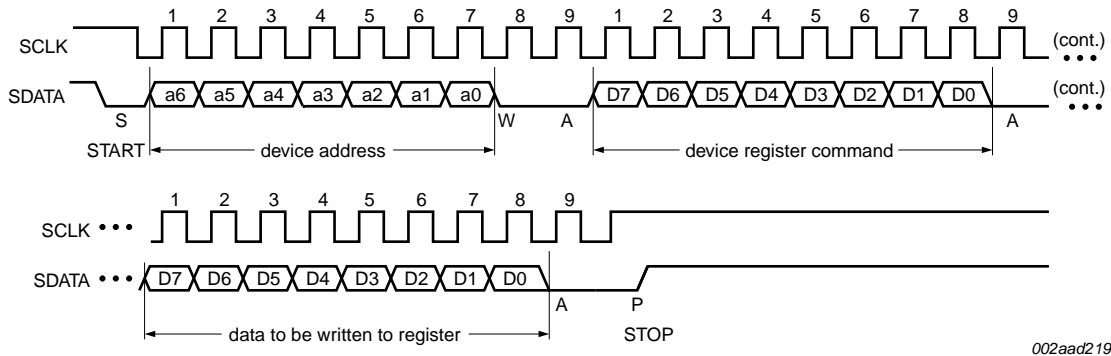 1 2 3 4 5 6 7 8 9 1 2 3 4 5 6 7 8 9
SCLK (cont.)
SDATA a6 a5 a4 a3 a2 a1 a0 D7 D6 D5 D4 D3 D2 D1 D0 (cont.)
S W A A
START device address device register command
1 2 3 4 5 6 7 8 9
SCLK
SDATA D7 D6 D5 D4 D3 D2 D1 D0
A P
data to be written to register STOP
002aad219